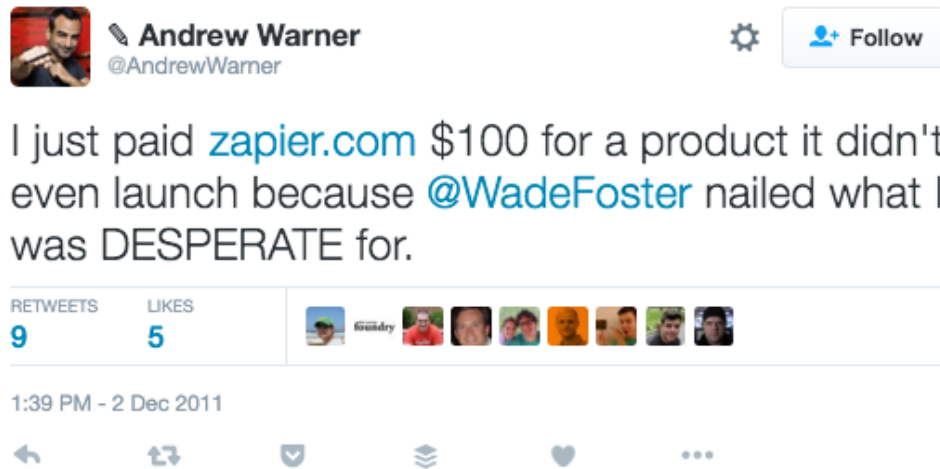 Andrew Warner
@AndrewWarner
Follow
I just paid zapier.com $100 for a product it didn't
even launch because @WadeFoster nailed what I
was DESPERATE for.
RETWEETS LIKES
9 5
foundry
1:39 PM - 2 Dec 2011